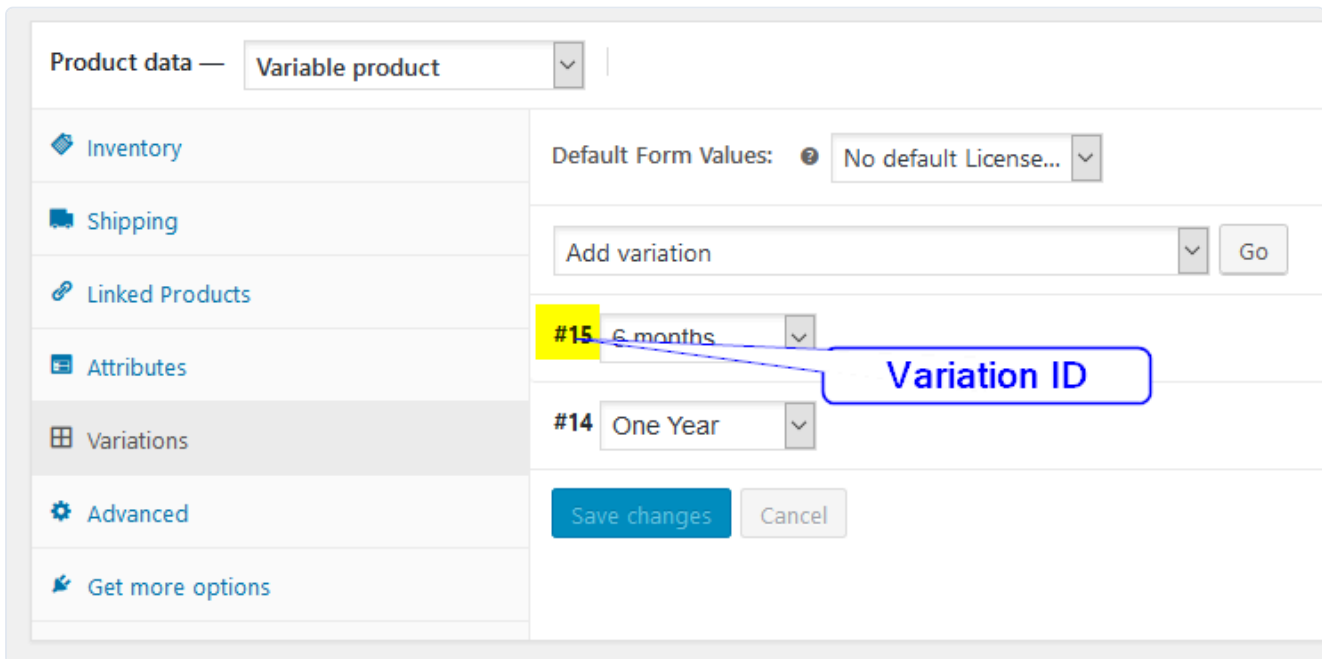 Product data — Variable product
Inventory
Shipping
Linked Products
Attributes
Variations
Advanced
Get more options
Default Form Values: ? No default License...
Add variation Go
#15 6 months
Variation ID
#14 One Year
Save changes Cancel